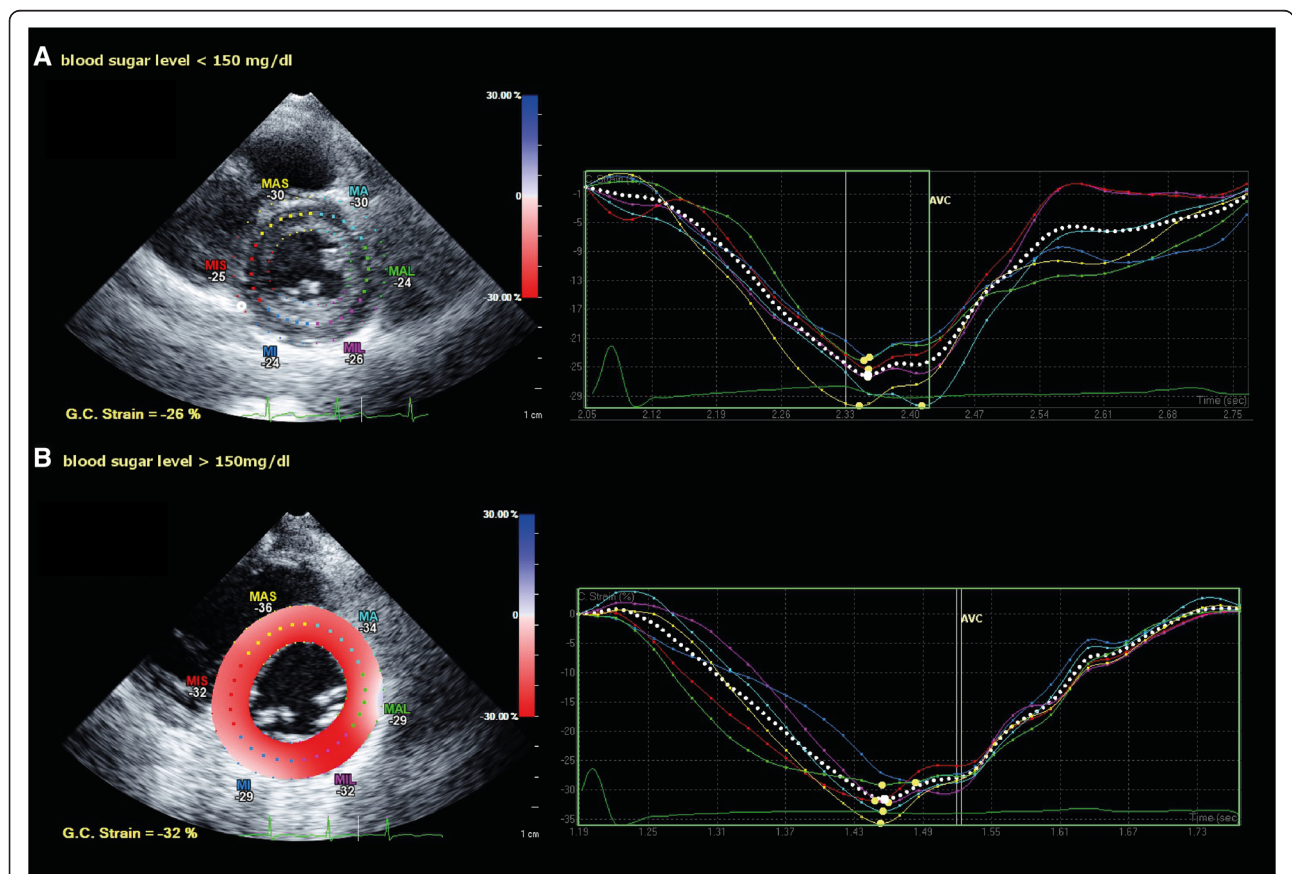 A blood sugar level < 150 mg/dl
30.00 %
0
-30.00 %
MAS
-30
MA
-30
MIS
-25
MAL
-24
MI
-24
MIL
-26
G.C. Strain = -26 %
1 cm
C. Strain (%)
-1
-5
-9
-13
-17
-21
-25
-29
AVC
Time (sec)
2.05 2.12 2.19 2.26 2.33 2.40 2.47 2.54 2.61 2.68 2.75
B blood sugar level > 150mg/dl
30.00 %
0
-30.00 %
MAS
-36
MA
-34
MIS
-32
MAL
-29
MI
-29
MIL
-32
G.C. Strain = -32 %
1 cm
C. Strain (%)
0
-5
-10
-15
-20
-25
-30
-35
AVC
Time (sec)
1.19 1.25 1.31 1.37 1.43 1.49 1.55 1.61 1.67 1.73